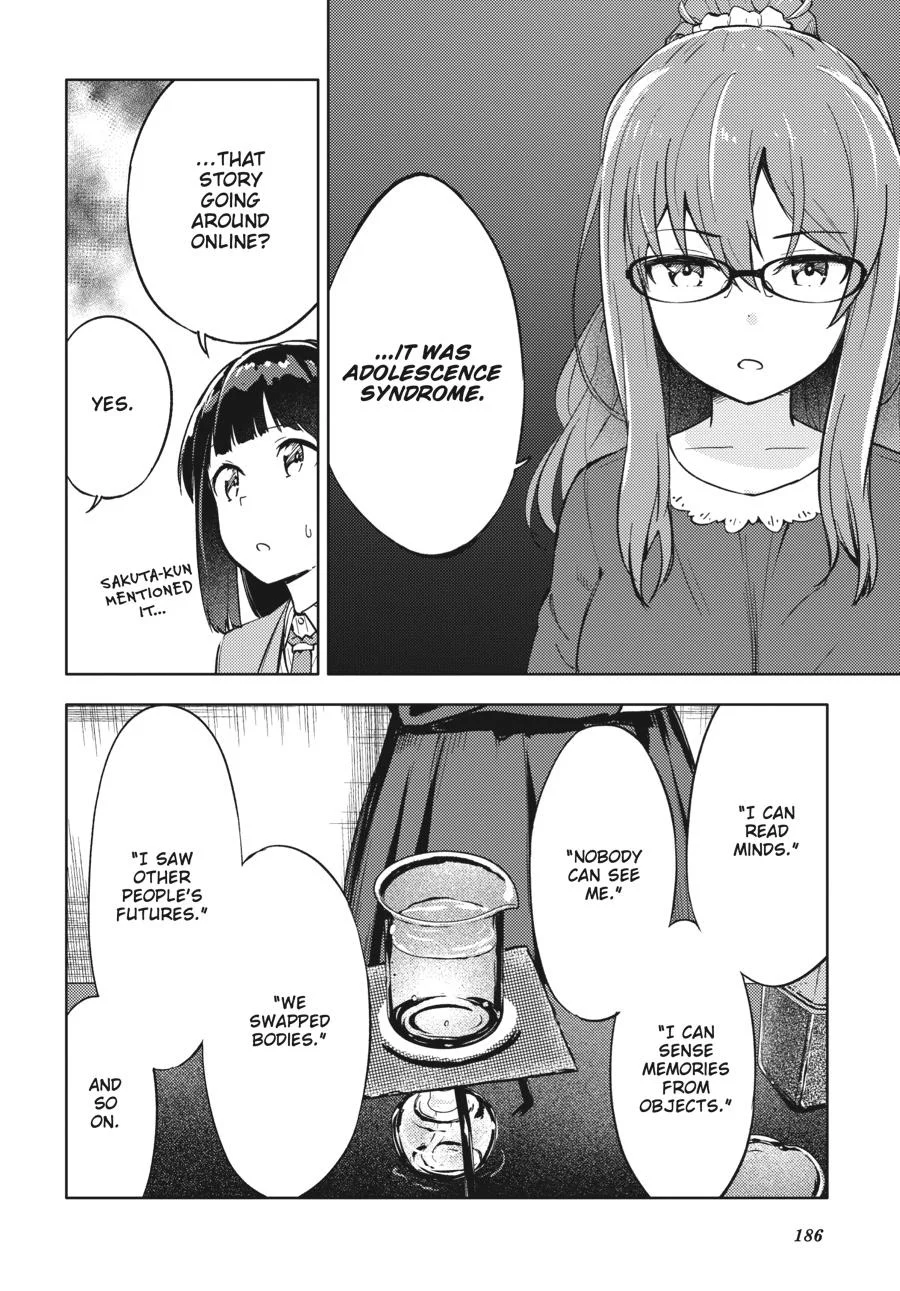 ...IT WAS
ADOLESCENCE
SYNDROME.
...THAT
STORY
GOING
AROUND
ONLINE?
YES.
SAKUTA-KUN
MENTIONED
IT...
"I CAN
READ
MINDS."
"NOBODY
CAN SEE
ME."
"I CAN
SENSE
MEMORIES
FROM
OBJECTS."
"I SAW
OTHER
PEOPLE'S
FUTURES."
"WE
SWAPPED
BODIES."
AND
SO
ON.
186